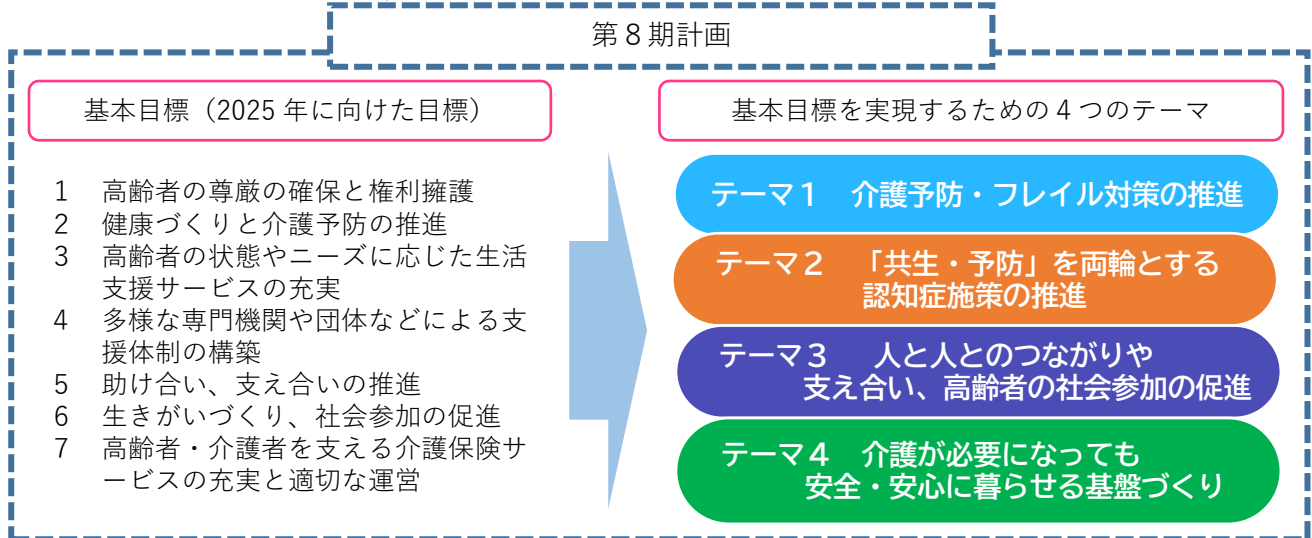 第８期計画
基本目標（2025 年に向けた目標）
1 高齢者の尊厳の確保と権利擁護
2 健康づくりと介護予防の推進
3 高齢者の状態やニーズに応じた生活
支援サービスの充実
4 多様な専門機関や団体などによる支
援体制の構築
5 助け合い、支え合いの推進
6 生きがいづくり、社会参加の促進
7 高齢者・介護者を支える介護保険サ
ービスの充実と適切な運営
基本目標を実現するための４つのテーマ
テーマ１　介護予防・フレイル対策の推進
テーマ２　「共生・予防」を両輪とする
認知症施策の推進
テーマ３　人と人とのつながりや
支え合い、高齢者の社会参加の促進
テーマ４　介護が必要になっても
安全・安心に暮らせる基盤づくり